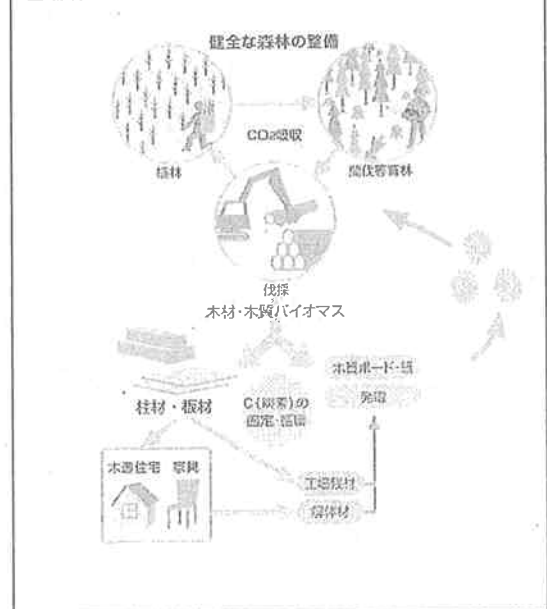 健全な森林の整備
CO2吸収
植林
間伐等育林
伐採
木材・木質バイオマス
木質ボード・紙
発電
柱材・板材
C(炭素)の
固定・循環
木造住宅 家具
工場残材
解体材